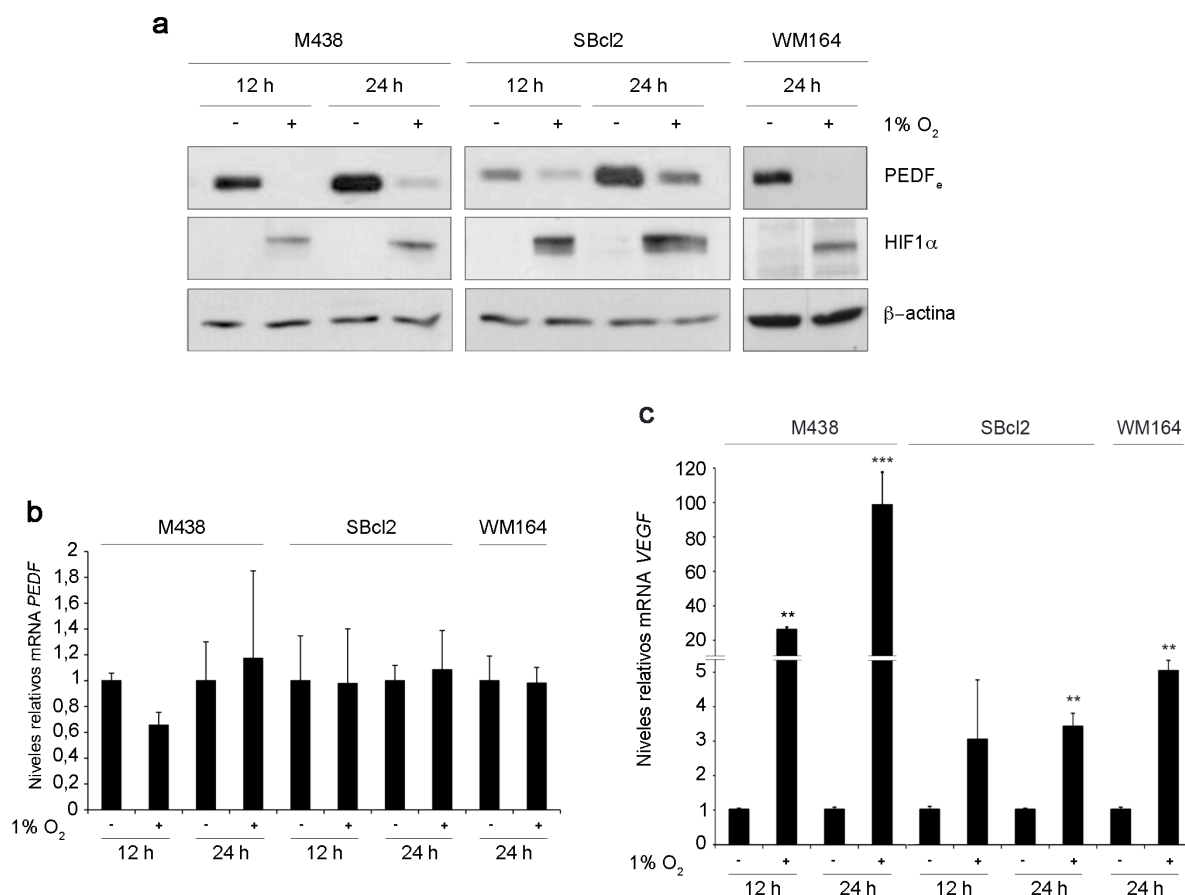 a
M438 SBcl2 WM164
12 h 24 h 12 h 24 h 24 h
- + - + - + - + - + 1% O2
PEDFe
HIF1α
β–actina
b
M438 SBcl2 WM164
Niveles relativos mRNA PEDF
2
1,8
1,6
1,4
1,2
1
0,8
0,6
0,4
0,2
0
1% O2 - + - + - + - + - +
12 h 24 h 12 h 24 h 24 h
c
M438 SBcl2 WM164
Niveles relativos mRNA VEGF
120
100
80
60
40
20
5
4
3
2
1
0
** *** ** **
1% O2 - + - + - + - + - +
12 h 24 h 12 h 24 h 24 h